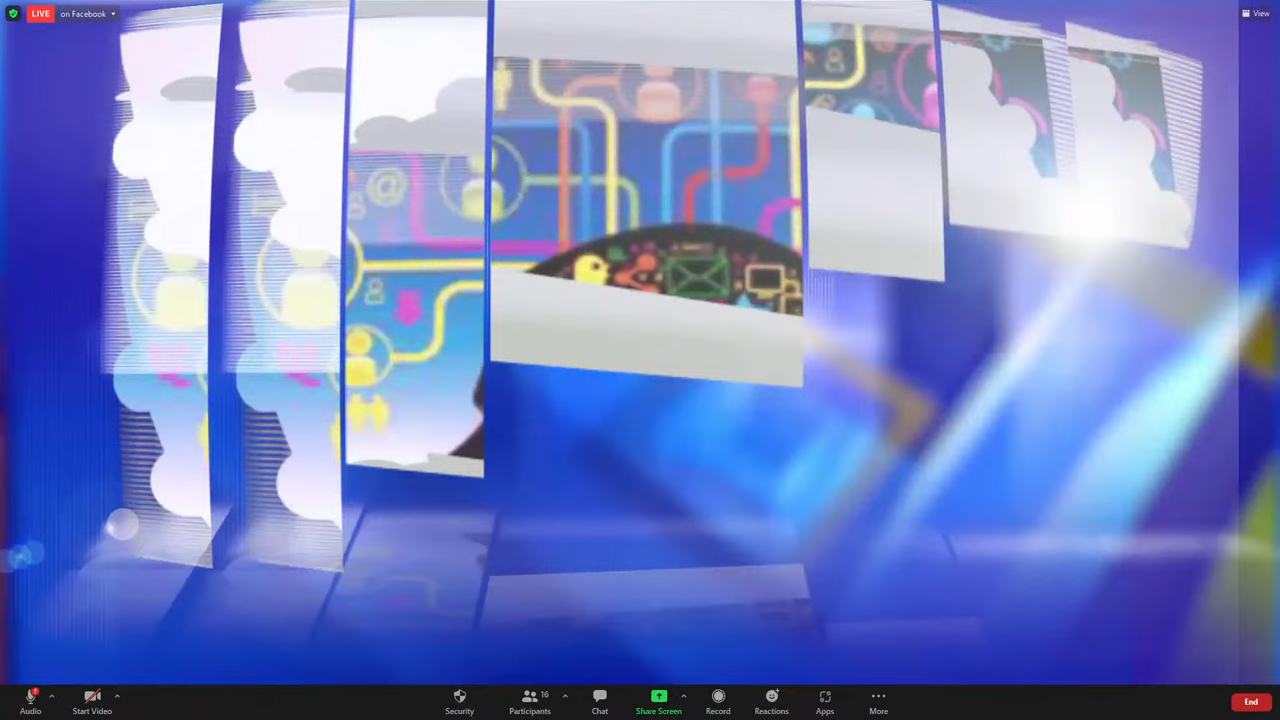 LIVE on Facebook View
@
Audio Start Video Security Participants 16 Chat Share Screen Record Reactions Apps More End